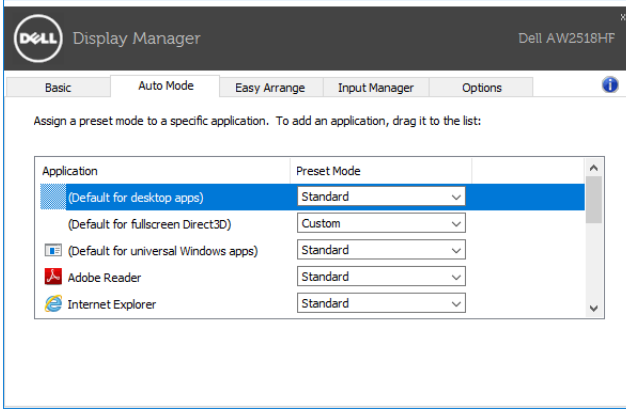 x
DELL Display Manager Dell AW2518HF
Basic Auto Mode Easy Arrange Input Manager Options i
Assign a preset mode to a specific application. To add an application, drag it to the list:
Application Preset Mode
(Default for desktop apps) Standard
(Default for fullscreen Direct3D) Custom
(Default for universal Windows apps) Standard
Adobe Reader Standard
Internet Explorer Standard